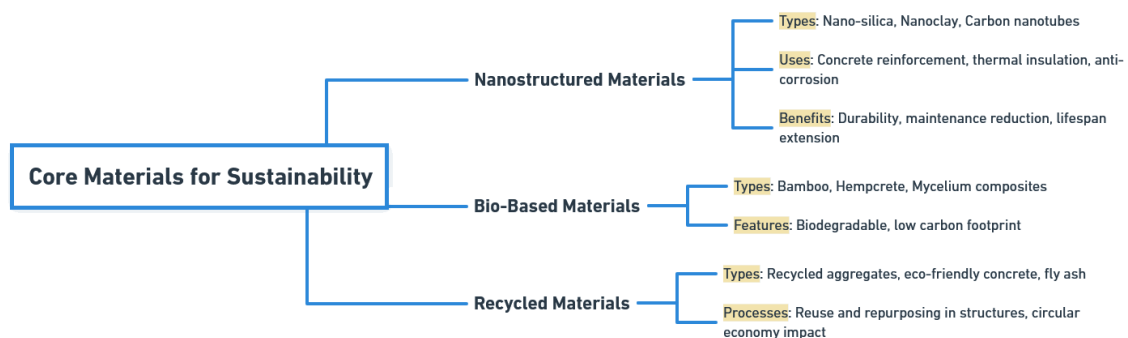 Core Materials for Sustainability
Nanostructured Materials
Types: Nano-silica, Nanoclay, Carbon nanotubes
Uses: Concrete reinforcement, thermal insulation, anti-
corrosion
Benefits: Durability, maintenance reduction, lifespan
extension
Bio-Based Materials
Types: Bamboo, Hempcrete, Mycelium composites
Features: Biodegradable, low carbon footprint
Recycled Materials
Types: Recycled aggregates, eco-friendly concrete, fly ash
Processes: Reuse and repurposing in structures, circular
economy impact